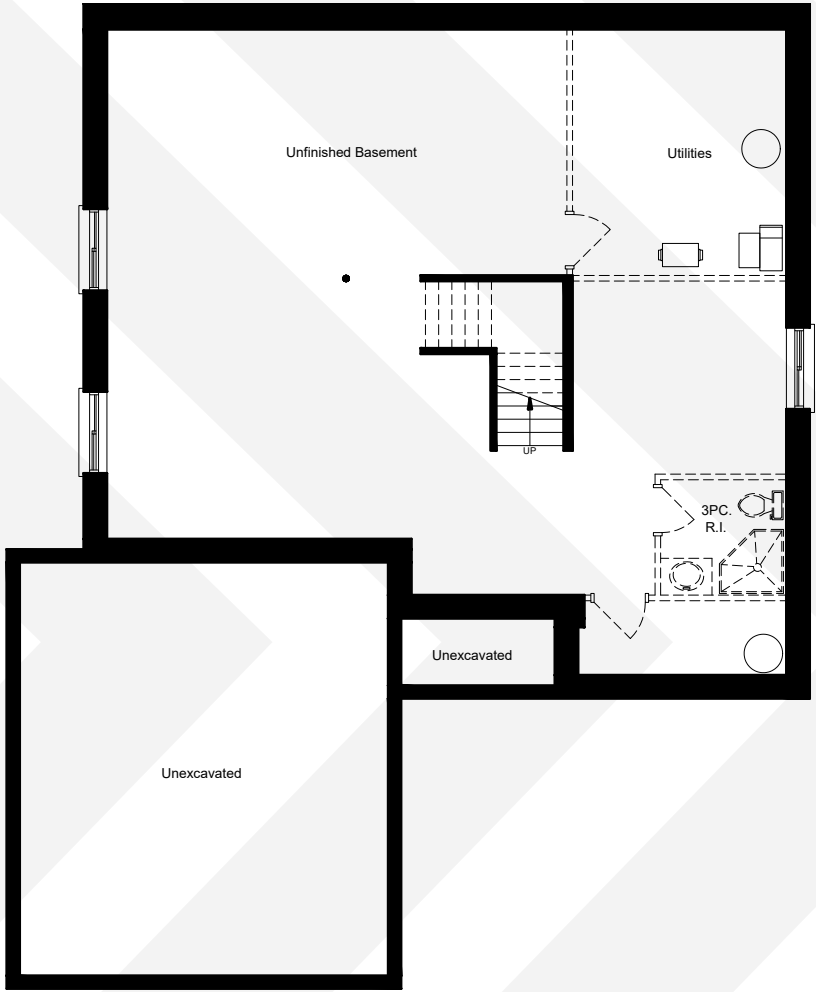 Unfinished Basement
Utilities
UP
3PC.
R.I.
Unexcavated
Unexcavated